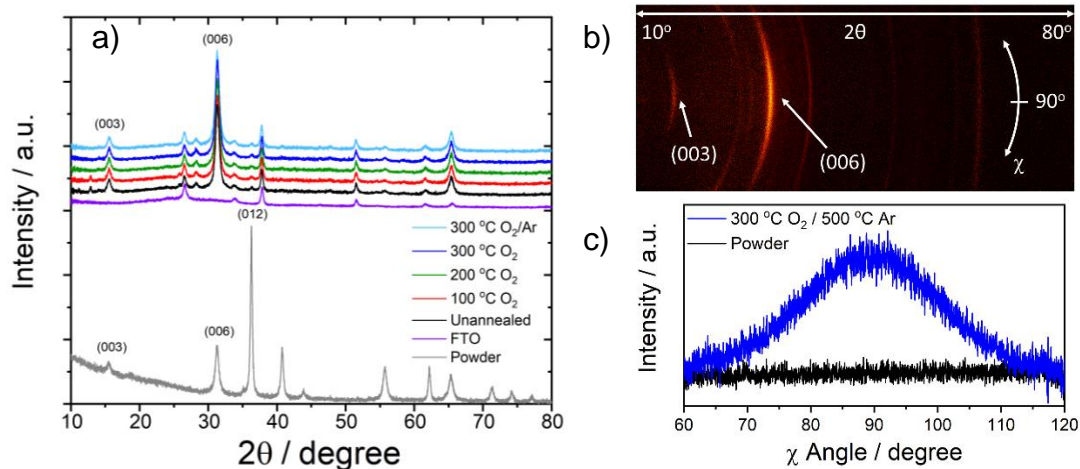 a)
(006)
(003)
(012)
300 °C O₂/Ar
300 °C O₂
200 °C O₂
100 °C O₂
Unannealed
FTO
Powder
(006)
(003)
Intensity / a.u.
10 20 30 40 50 60 70 80
2θ / degree
b)
10° 2θ 80°
90°
(003)
(006)
χ
c)
300 °C O₂ / 500 °C Ar
Powder
Intensity / a.u.
60 70 80 90 100 110 120
χ Angle / degree